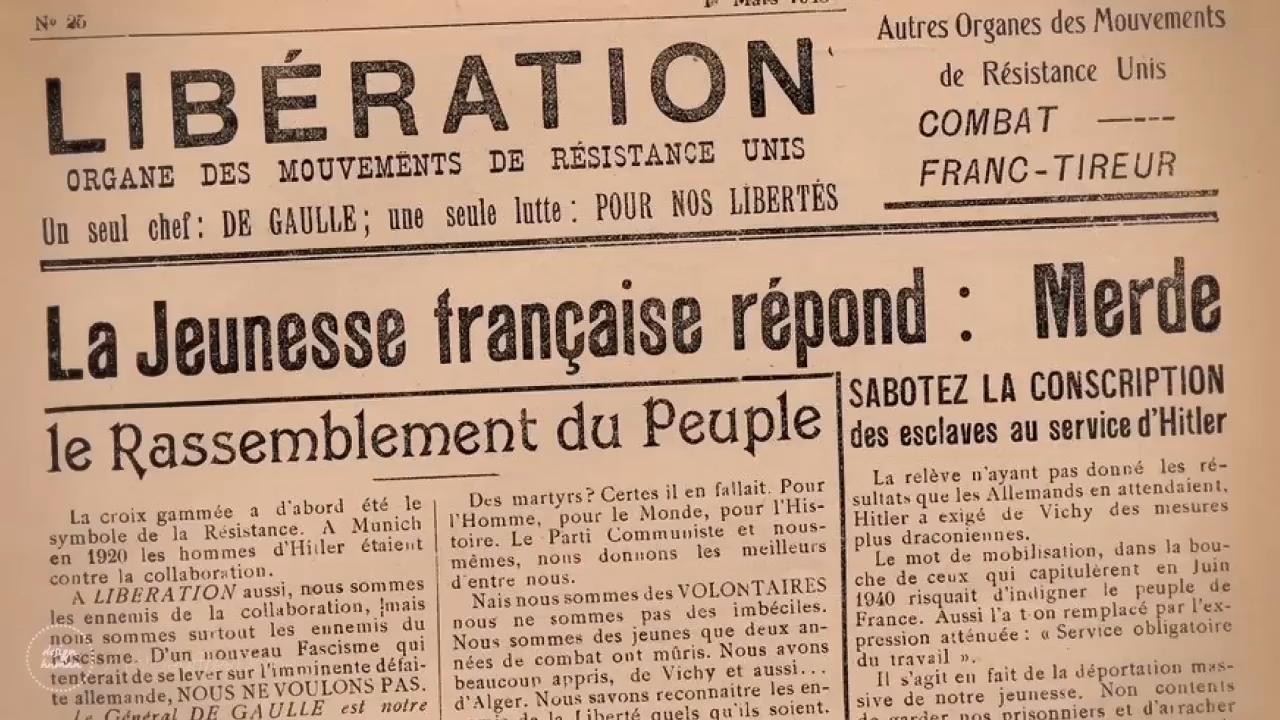 Nº 25
LIBÉRATION
ORGANE DES MOUVEMENTS DE RÉSISTANCE UNIS
Un seul chef : DE GAULLE ; une seule lutte : POUR NOS LIBERTÉS
Autres Organes des Mouvements
de Résistance Unis
COMBAT
FRANC-TIREUR
La Jeunesse française répond : Merde
le Rassemblement du Peuple
La croix gammée a d'abord été le
symbole de la Résistance. A Munich
en 1920 les hommes d'Hitler étaient
contre la collaboration.
A LIBERATION aussi, nous sommes
les ennemis de la collaboration, mais
nous sommes surtout les ennemis du
Fascisme. D'un nouveau Fascisme qui
tenterait de se lever sur l'imminente défai-
te allemande, NOUS NE VOULONS PAS.
Le Général DE GAULLE est notre
Des martyrs ? Certes il en fallait. Pour
l'Homme, pour le Monde, pour l'His-
toire. Le Parti Communiste et nous-
mêmes, nous donnons les meilleurs
d'entre nous.
Nais nous sommes des VOLONTAIRES
nous ne sommes pas des imbéciles.
Nous sommes des jeunes que deux an-
nées de combat ont mûris. Nous avons
beaucoup appris, de Vichy et aussi...
d'Alger. Nous savons reconnaitre les en-
de la Liberté quels qu'ils soient.
SABOTEZ LA CONSCRIPTION
des esclaves au service d'Hitler
La relève n'ayant pas donné les ré-
sultats que les Allemands en attendaient,
Hitler a exigé de Vichy des mesures
plus draconiennes.
Le mot de mobilisation, dans la bou-
che de ceux qui capitulèrent en Juin
1940 risquait d'indigner le peuple de
France. Aussi l'a t-on remplacé par l'ex-
pression atténuée : « Service obligatoire
du travail ».
Il s'agit en fait de la déportation mas-
sive de notre jeunesse. Non contents
de garder nos prisonniers et d'arracher